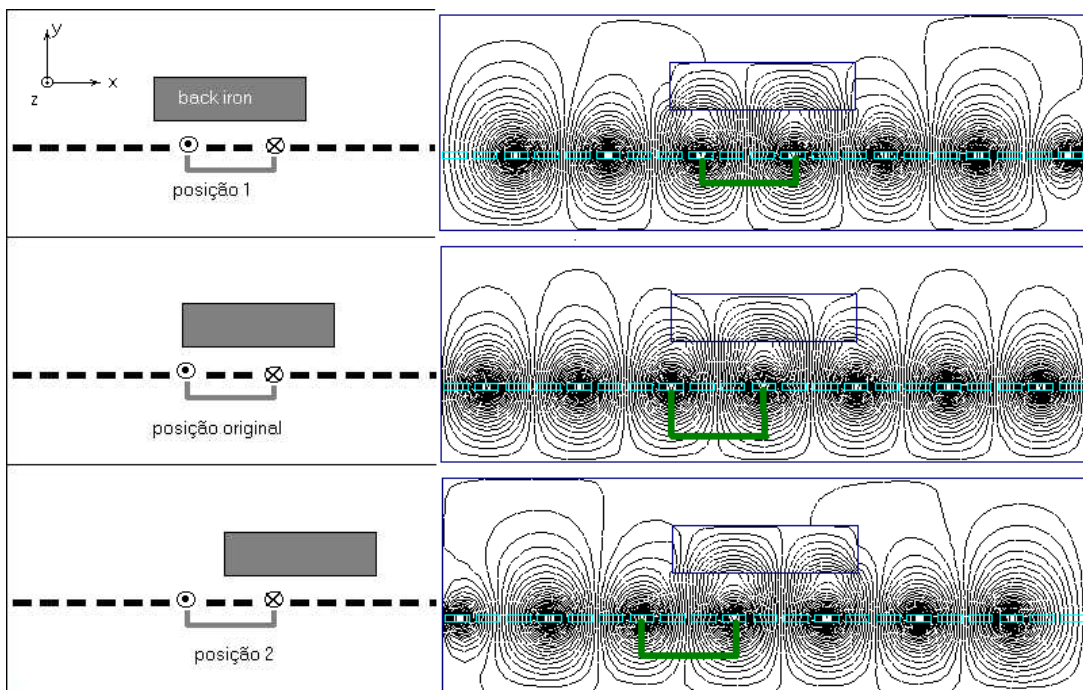 y
x
z
back iron
posição 1
posição original
posição 2